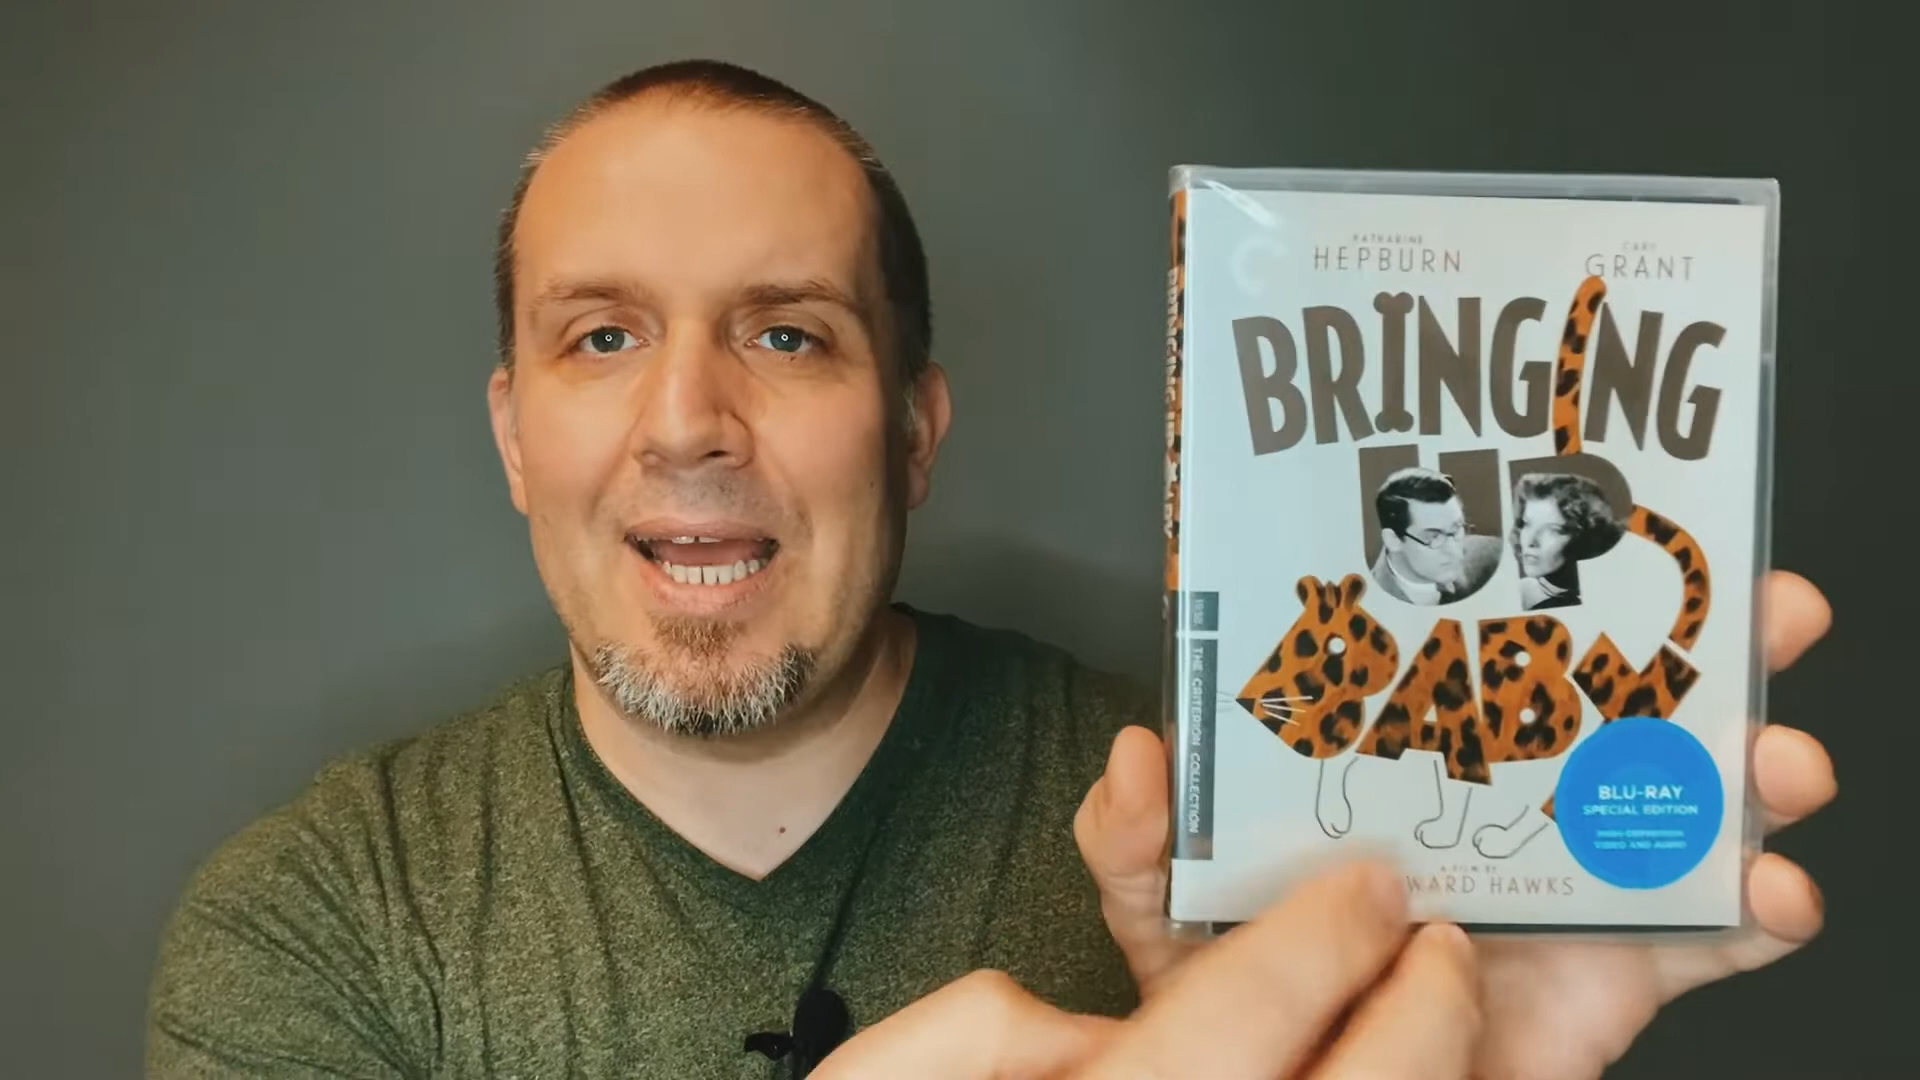 KATHARINE
HEPBURN
CARY
GRANT
BRINGING
UP
BABY
BRINGING UP BABY
1938
THE CRITERION COLLECTION
BLU-RAY
SPECIAL EDITION
HIGH-DEFINITION
VIDEO AND AUDIO
A FILM BY
WARD HAWKS